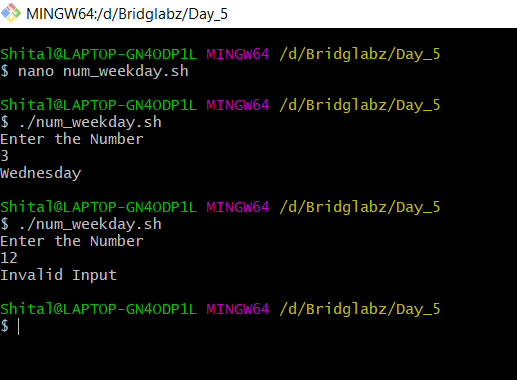 MINGW64:/d/Bridglabz/Day_5
Shital@LAPTOP-GN4ODP1L MINGW64 /d/Bridglabz/Day_5
$ nano num_weekday.sh
Shital@LAPTOP-GN4ODP1L MINGW64 /d/Bridglabz/Day_5
$ ./num_weekday.sh
Enter the Number
3
Wednesday
Shital@LAPTOP-GN4ODP1L MINGW64 /d/Bridglabz/Day_5
$ ./num_weekday.sh
Enter the Number
12
Invalid Input
Shital@LAPTOP-GN4ODP1L MINGW64 /d/Bridglabz/Day_5
$